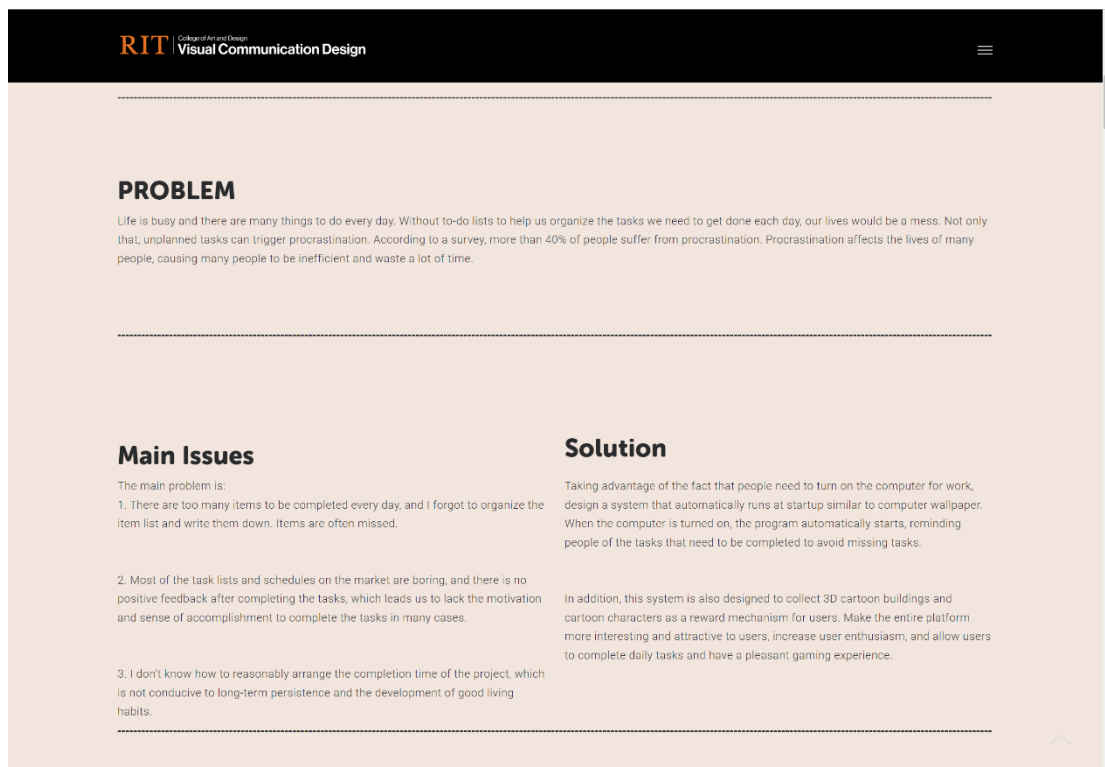 RIT
College of Art and Design
Visual Communication Design
PROBLEM
Life is busy and there are many things to do every day. Without to-do lists to help us organize the tasks we need to get done each day, our lives would be a mess. Not only
that, unplanned tasks can trigger procrastination. According to a survey, more than 40% of people suffer from procrastination. Procrastination affects the lives of many
people, causing many people to be inefficient and waste a lot of time.
Main Issues
The main problem is:
1. There are too many items to be completed every day, and I forgot to organize the
item list and write them down. Items are often missed.
2. Most of the task lists and schedules on the market are boring, and there is no
positive feedback after completing the tasks, which leads us to lack the motivation
and sense of accomplishment to complete the tasks in many cases.
3. I don't know how to reasonably arrange the completion time of the project, which
is not conducive to long-term persistence and the development of good living
habits.
Solution
Taking advantage of the fact that people need to turn on the computer for work,
design a system that automatically runs at startup similar to computer wallpaper.
When the computer is turned on, the program automatically starts, reminding
people of the tasks that need to be completed to avoid missing tasks.
In addition, this system is also designed to collect 3D cartoon buildings and
cartoon characters as a reward mechanism for users. Make the entire platform
more interesting and attractive to users, increase user enthusiasm, and allow users
to complete daily tasks and have a pleasant gaming experience.